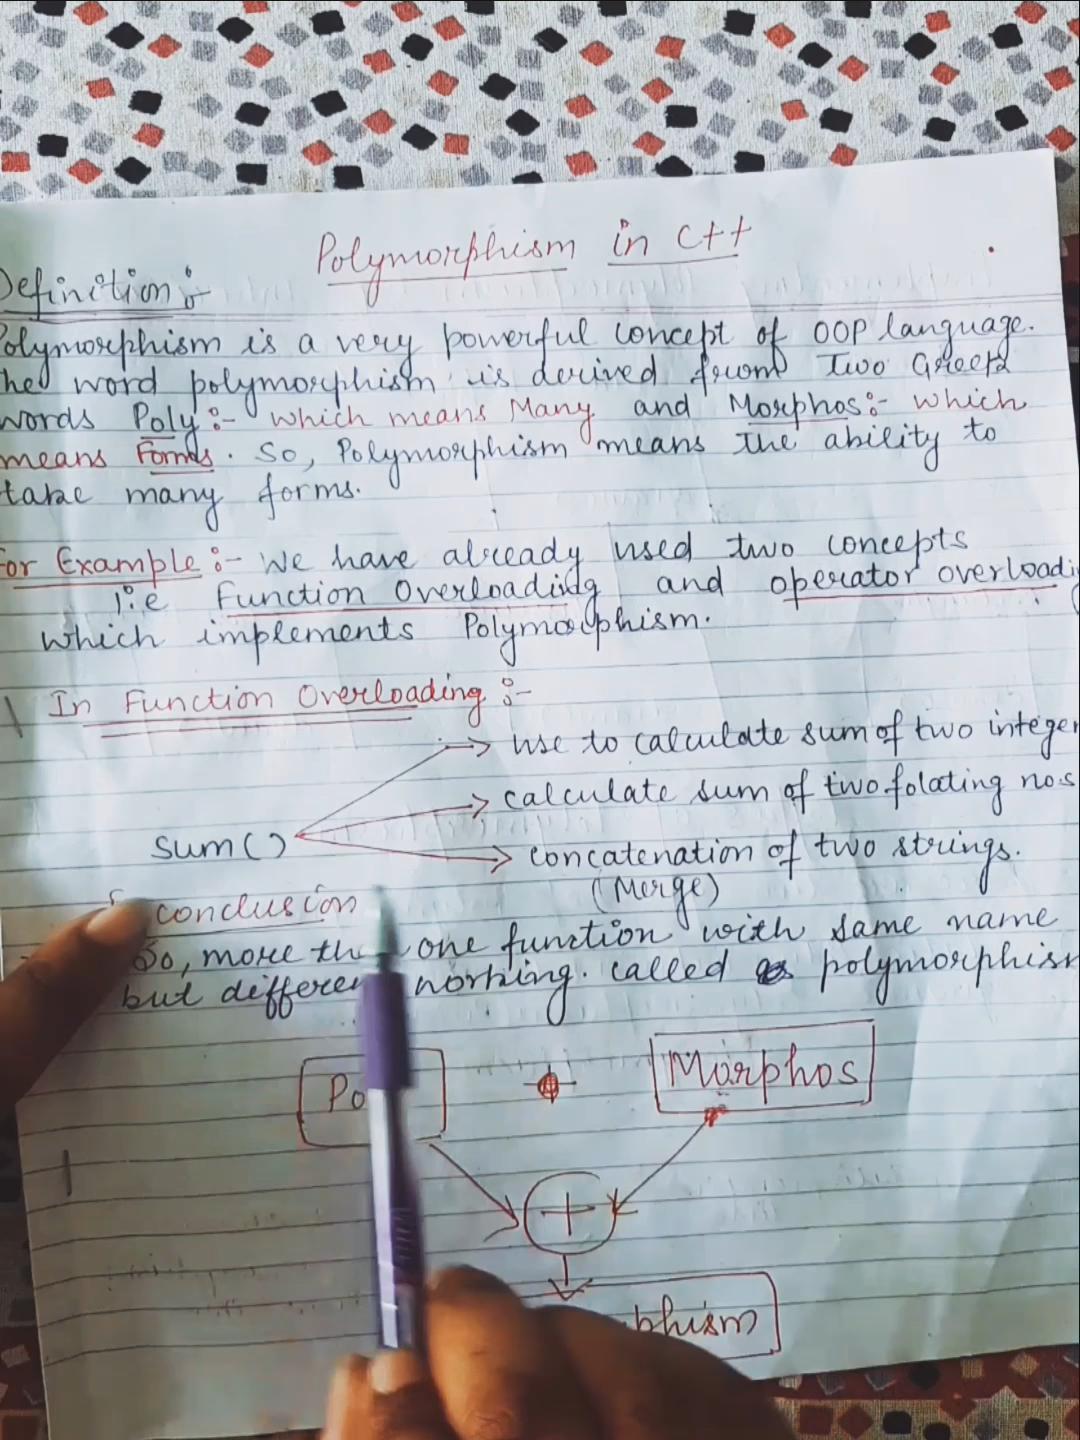 Polymorphism in C++
Definition :-
Polymorphism is a very powerful concept of OOP language.
The word polymorphism is derived from Two Greek
words Poly :- which means Many and Morphos :- which
means Forms. So, Polymorphism means the ability to
take many forms.
For Example :- We have already used two concepts
i.e Function Overloading and operator overloadi
which implements Polymorphism.
In Function Overloading :-
use to calculate sum of two integer
calculate sum of two folating nos
sum()
concatenation of two strings.
(Merge)
conclusion
So, more th one function with same name
but differen working. called as polymorphism
Po
Morphos
+
phism